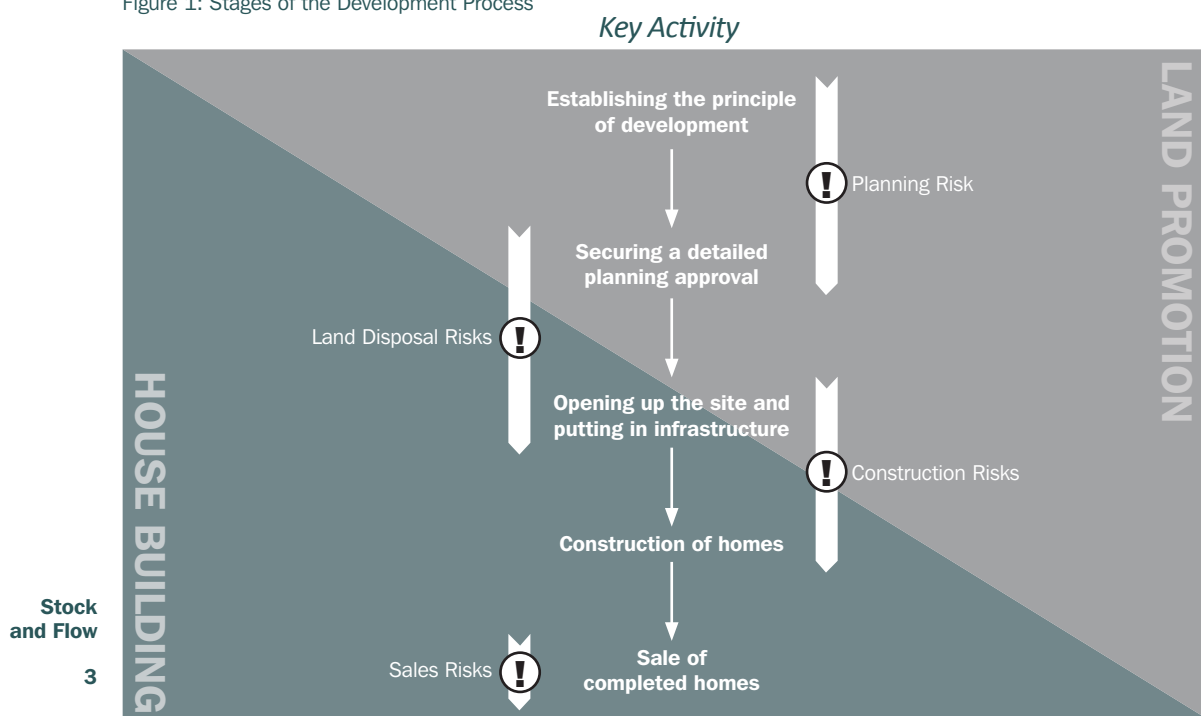 Figure 1: Stages of the Development Process
Key Activity
LAND PROMOTION
Establishing the principle
of development
! Planning Risk
Securing a detailed
planning approval
Land Disposal Risks !
Opening up the site and
putting in infrastructure
! Construction Risks
HOUSE BUILDING
Construction of homes
Stock
and Flow
3
Sales Risks !
Sale of
completed homes